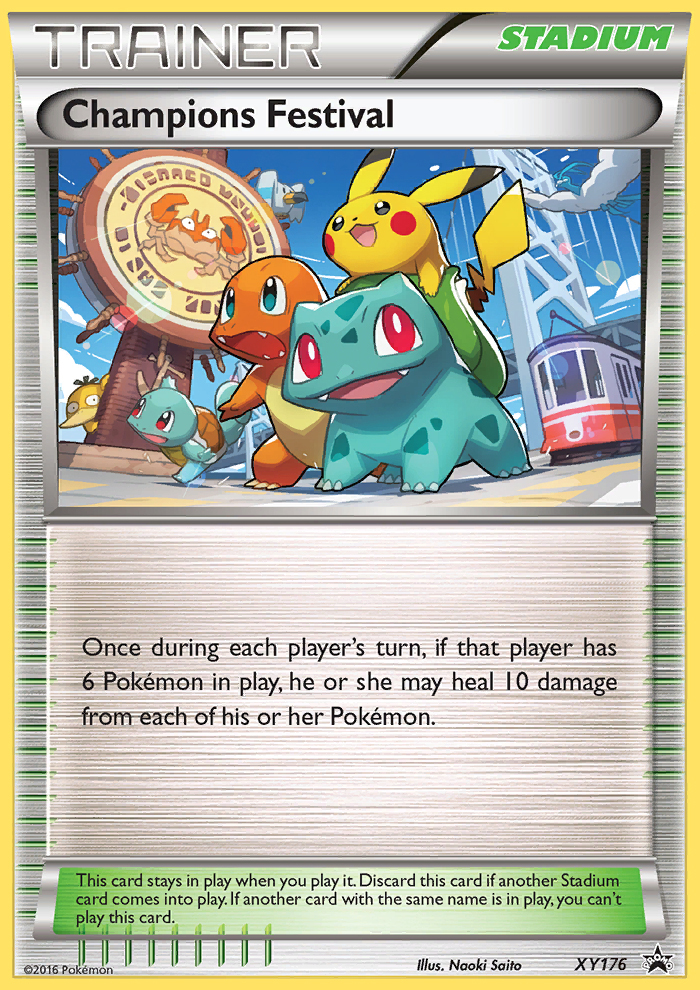 TRAINER
STADIUM
Champions Festival
Once during each player's turn, if that player has
6 Pokémon in play, he or she may heal 10 damage
from each of his or her Pokémon.
This card stays in play when you play it. Discard this card if another Stadium
card comes into play. If another card with the same name is in play, you can't
play this card.
©2016 Pokémon
Illus. Naoki Saito
XY176
PROMO